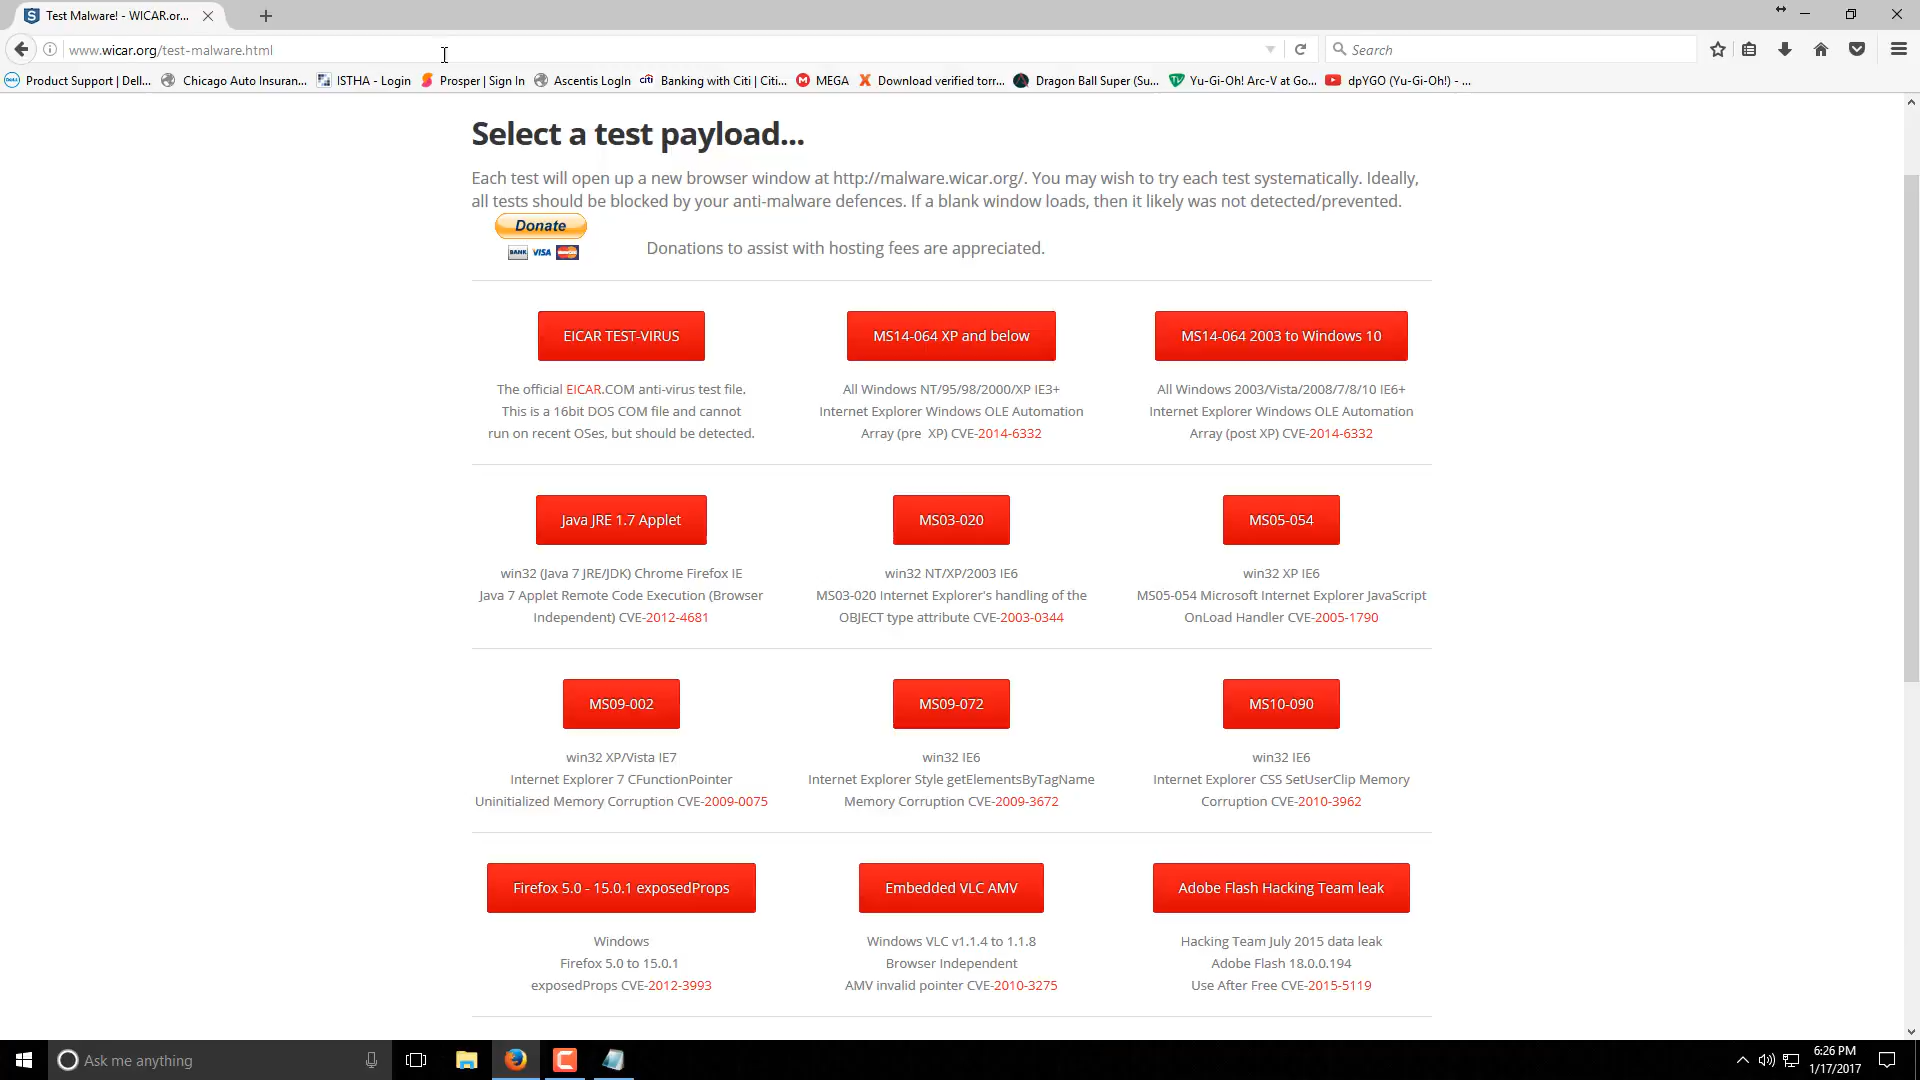 Test Malware! - WICAR.or...
www.wicar.org/test-malware.html
Search
Product Support | Dell... Chicago Auto Insuran... ISTHA - Login Prosper | Sign In Ascentis Login citi Banking with Citi | Citi... M MEGA Download verified torr... Dragon Ball Super (Su... Yu-Gi-Oh! Arc-V at Go... dpYGO (Yu-Gi-Oh!) - ...
Select a test payload...
Each test will open up a new browser window at http://malware.wicar.org/. You may wish to try each test systematically. Ideally,
all tests should be blocked by your anti-malware defences. If a blank window loads, then it likely was not detected/prevented.
Donate
BANK VISA
Donations to assist with hosting fees are appreciated.
EICAR TEST-VIRUS
The official EICAR.COM anti-virus test file.
This is a 16bit DOS COM file and cannot
run on recent OSes, but should be detected.
MS14-064 XP and below
All Windows NT/95/98/2000/XP IE3+
Internet Explorer Windows OLE Automation
Array (pre XP) CVE-2014-6332
MS14-064 2003 to Windows 10
All Windows 2003/Vista/2008/7/8/10 IE6+
Internet Explorer Windows OLE Automation
Array (post XP) CVE-2014-6332
Java JRE 1.7 Applet
win32 (Java 7 JRE/JDK) Chrome Firefox IE
Java 7 Applet Remote Code Execution (Browser
Independent) CVE-2012-4681
MS03-020
win32 NT/XP/2003 IE6
MS03-020 Internet Explorer's handling of the
OBJECT type attribute CVE-2003-0344
MS05-054
win32 XP IE6
MS05-054 Microsoft Internet Explorer JavaScript
OnLoad Handler CVE-2005-1790
MS09-002
win32 XP/Vista IE7
Internet Explorer 7 CFunctionPointer
Uninitialized Memory Corruption CVE-2009-0075
MS09-072
win32 IE6
Internet Explorer Style getElementsByTagName
Memory Corruption CVE-2009-3672
MS10-090
win32 IE6
Internet Explorer CSS SetUserClip Memory
Corruption CVE-2010-3962
Firefox 5.0 - 15.0.1 exposedProps
Windows
Firefox 5.0 to 15.0.1
exposedProps CVE-2012-3993
Embedded VLC AMV
Windows VLC v1.1.4 to 1.1.8
Browser Independent
AMV invalid pointer CVE-2010-3275
Adobe Flash Hacking Team leak
Hacking Team July 2015 data leak
Adobe Flash 18.0.0.194
Use After Free CVE-2015-5119
Ask me anything
6:26 PM
1/17/2017